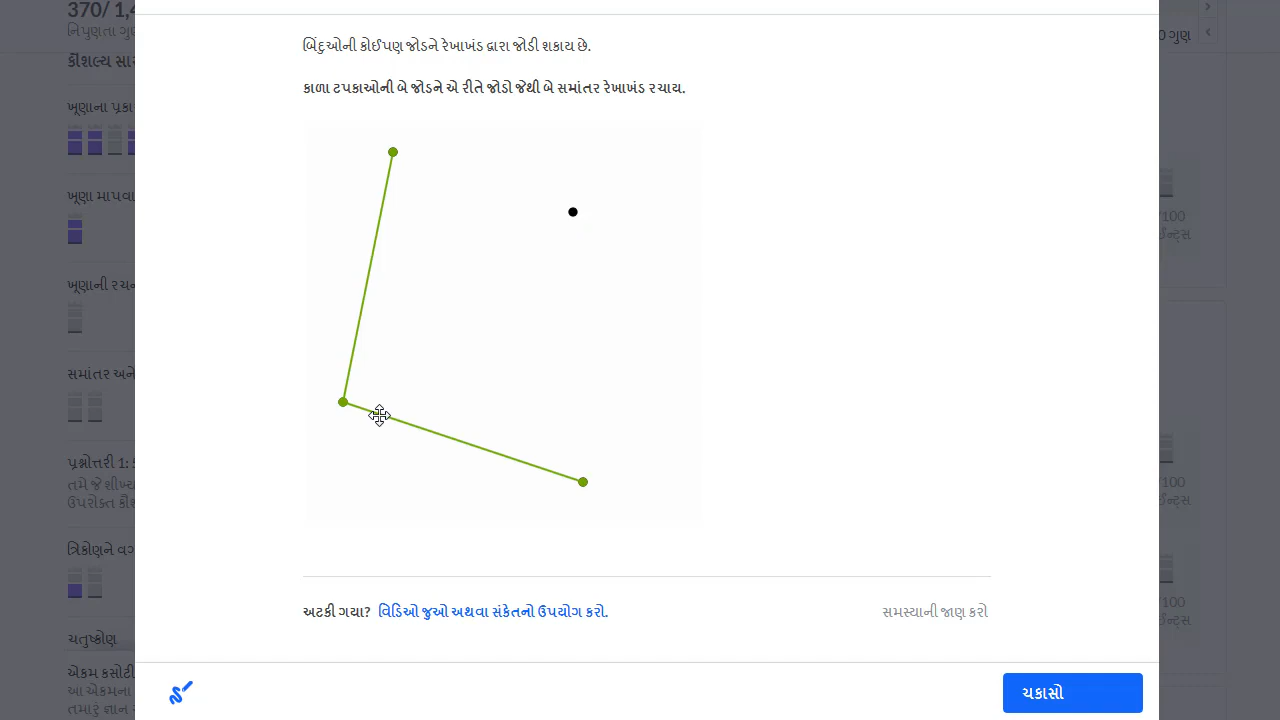 370/ 1,4
નિપુણતા ગુણ
કૌશલ્ય સાર
0 ગુણ
બિંદુઓની કોઈપણ જોડને રેખાખંડ દ્વારા જોડી શકાય છે.
કાળા ટપકાઓની બે જોડને એ રીતે જોડો જેથી બે સમાંતર રેખાખંડ રચાય.
ખૂણાના પ્રકા
ખૂણા માપવા
ખૂણાની રચન
સમાંતર અને
પ્રશ્નોત્તરી 1:
તમે જે શીખ્ય
ઉપરોક્ત કૌશ
ત્રિકોણને વગ
ચતુષ્કોણ
એકમ કસોટી
આ એકમના
તમારું જ્ઞાન
/100
ઈન્ટ્સ
/100
ઈન્ટ્સ
/100
ઈન્ટ્સ
અટકી ગયા? વિડિઓ જુઓ અથવા સંકેતનો ઉપયોગ કરો.
સમસ્યાની જાણ કરો
ચકાસો